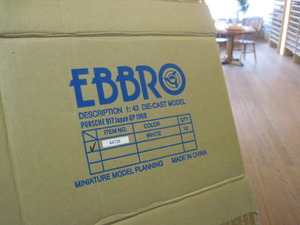 EBBRO
DESCRIPTION 1:43 DIE-CAST MODEL
PORSCHE 917 Japan GP 1969
ITEM NO. COLOR QTY
✓ 44720 WHITE 12
MINIATURE MODEL PLANNING MADE IN CHINA